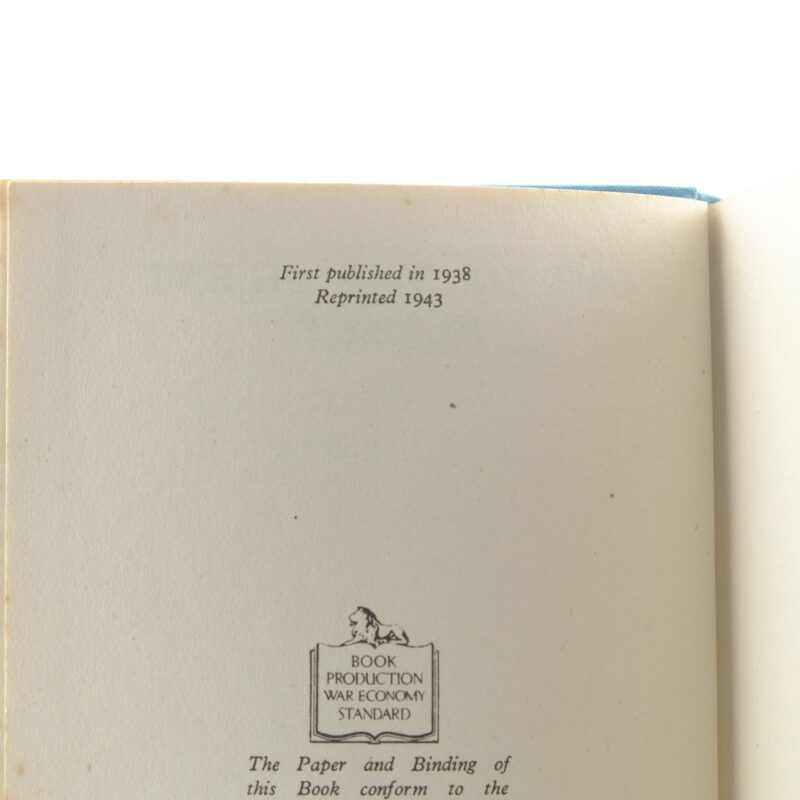 First published in 1938
Reprinted 1943
BOOK
PRODUCTION
WAR ECONOMY
STANDARD
The Paper and Binding of
this Book conform to the